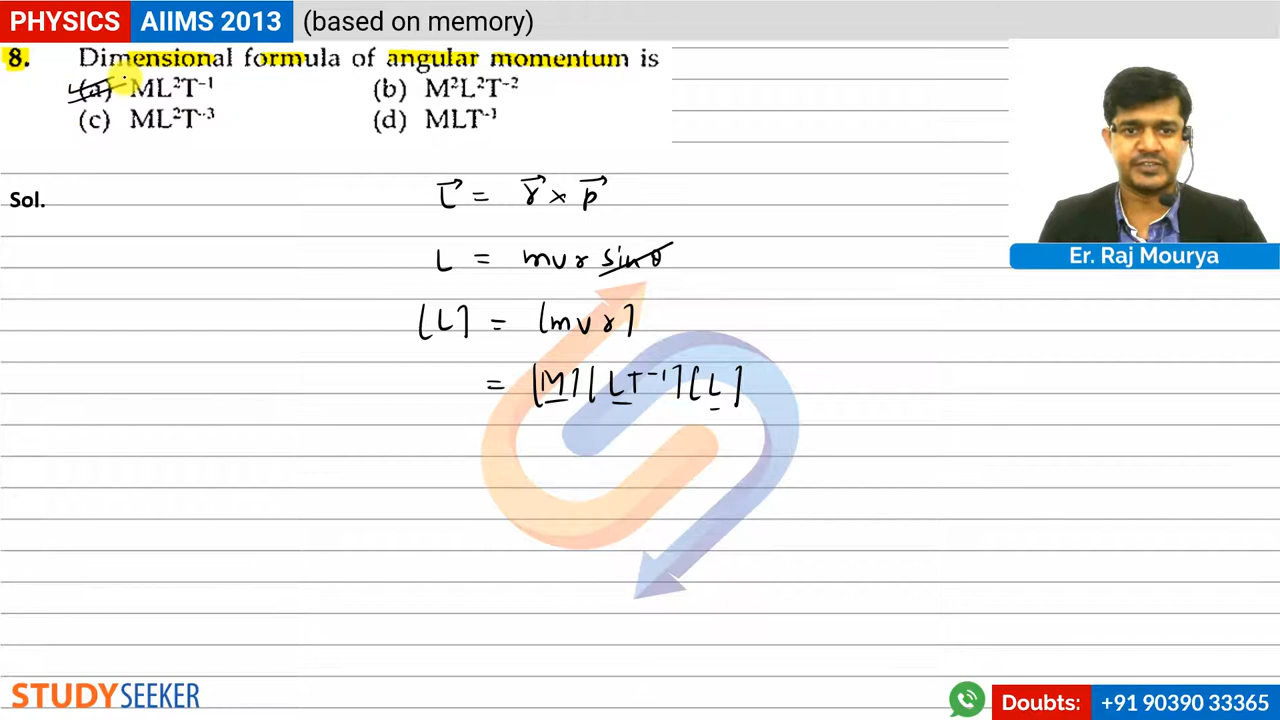 PHYSICS AIIMS 2013 (based on memory)
8. Dimensional formula of angular momentum is
(a) ML²T⁻¹ (b) M²L²T⁻²
(c) ML²T⁻³ (d) MLT⁻¹
Sol.
L⃗ = r⃗ × p⃗
L = mvr sin θ
[L] = [mvr]
= [M][LT⁻¹][L]
Er. Raj Mourya
STUDYSEEKER
Doubts: +91 90390 33365